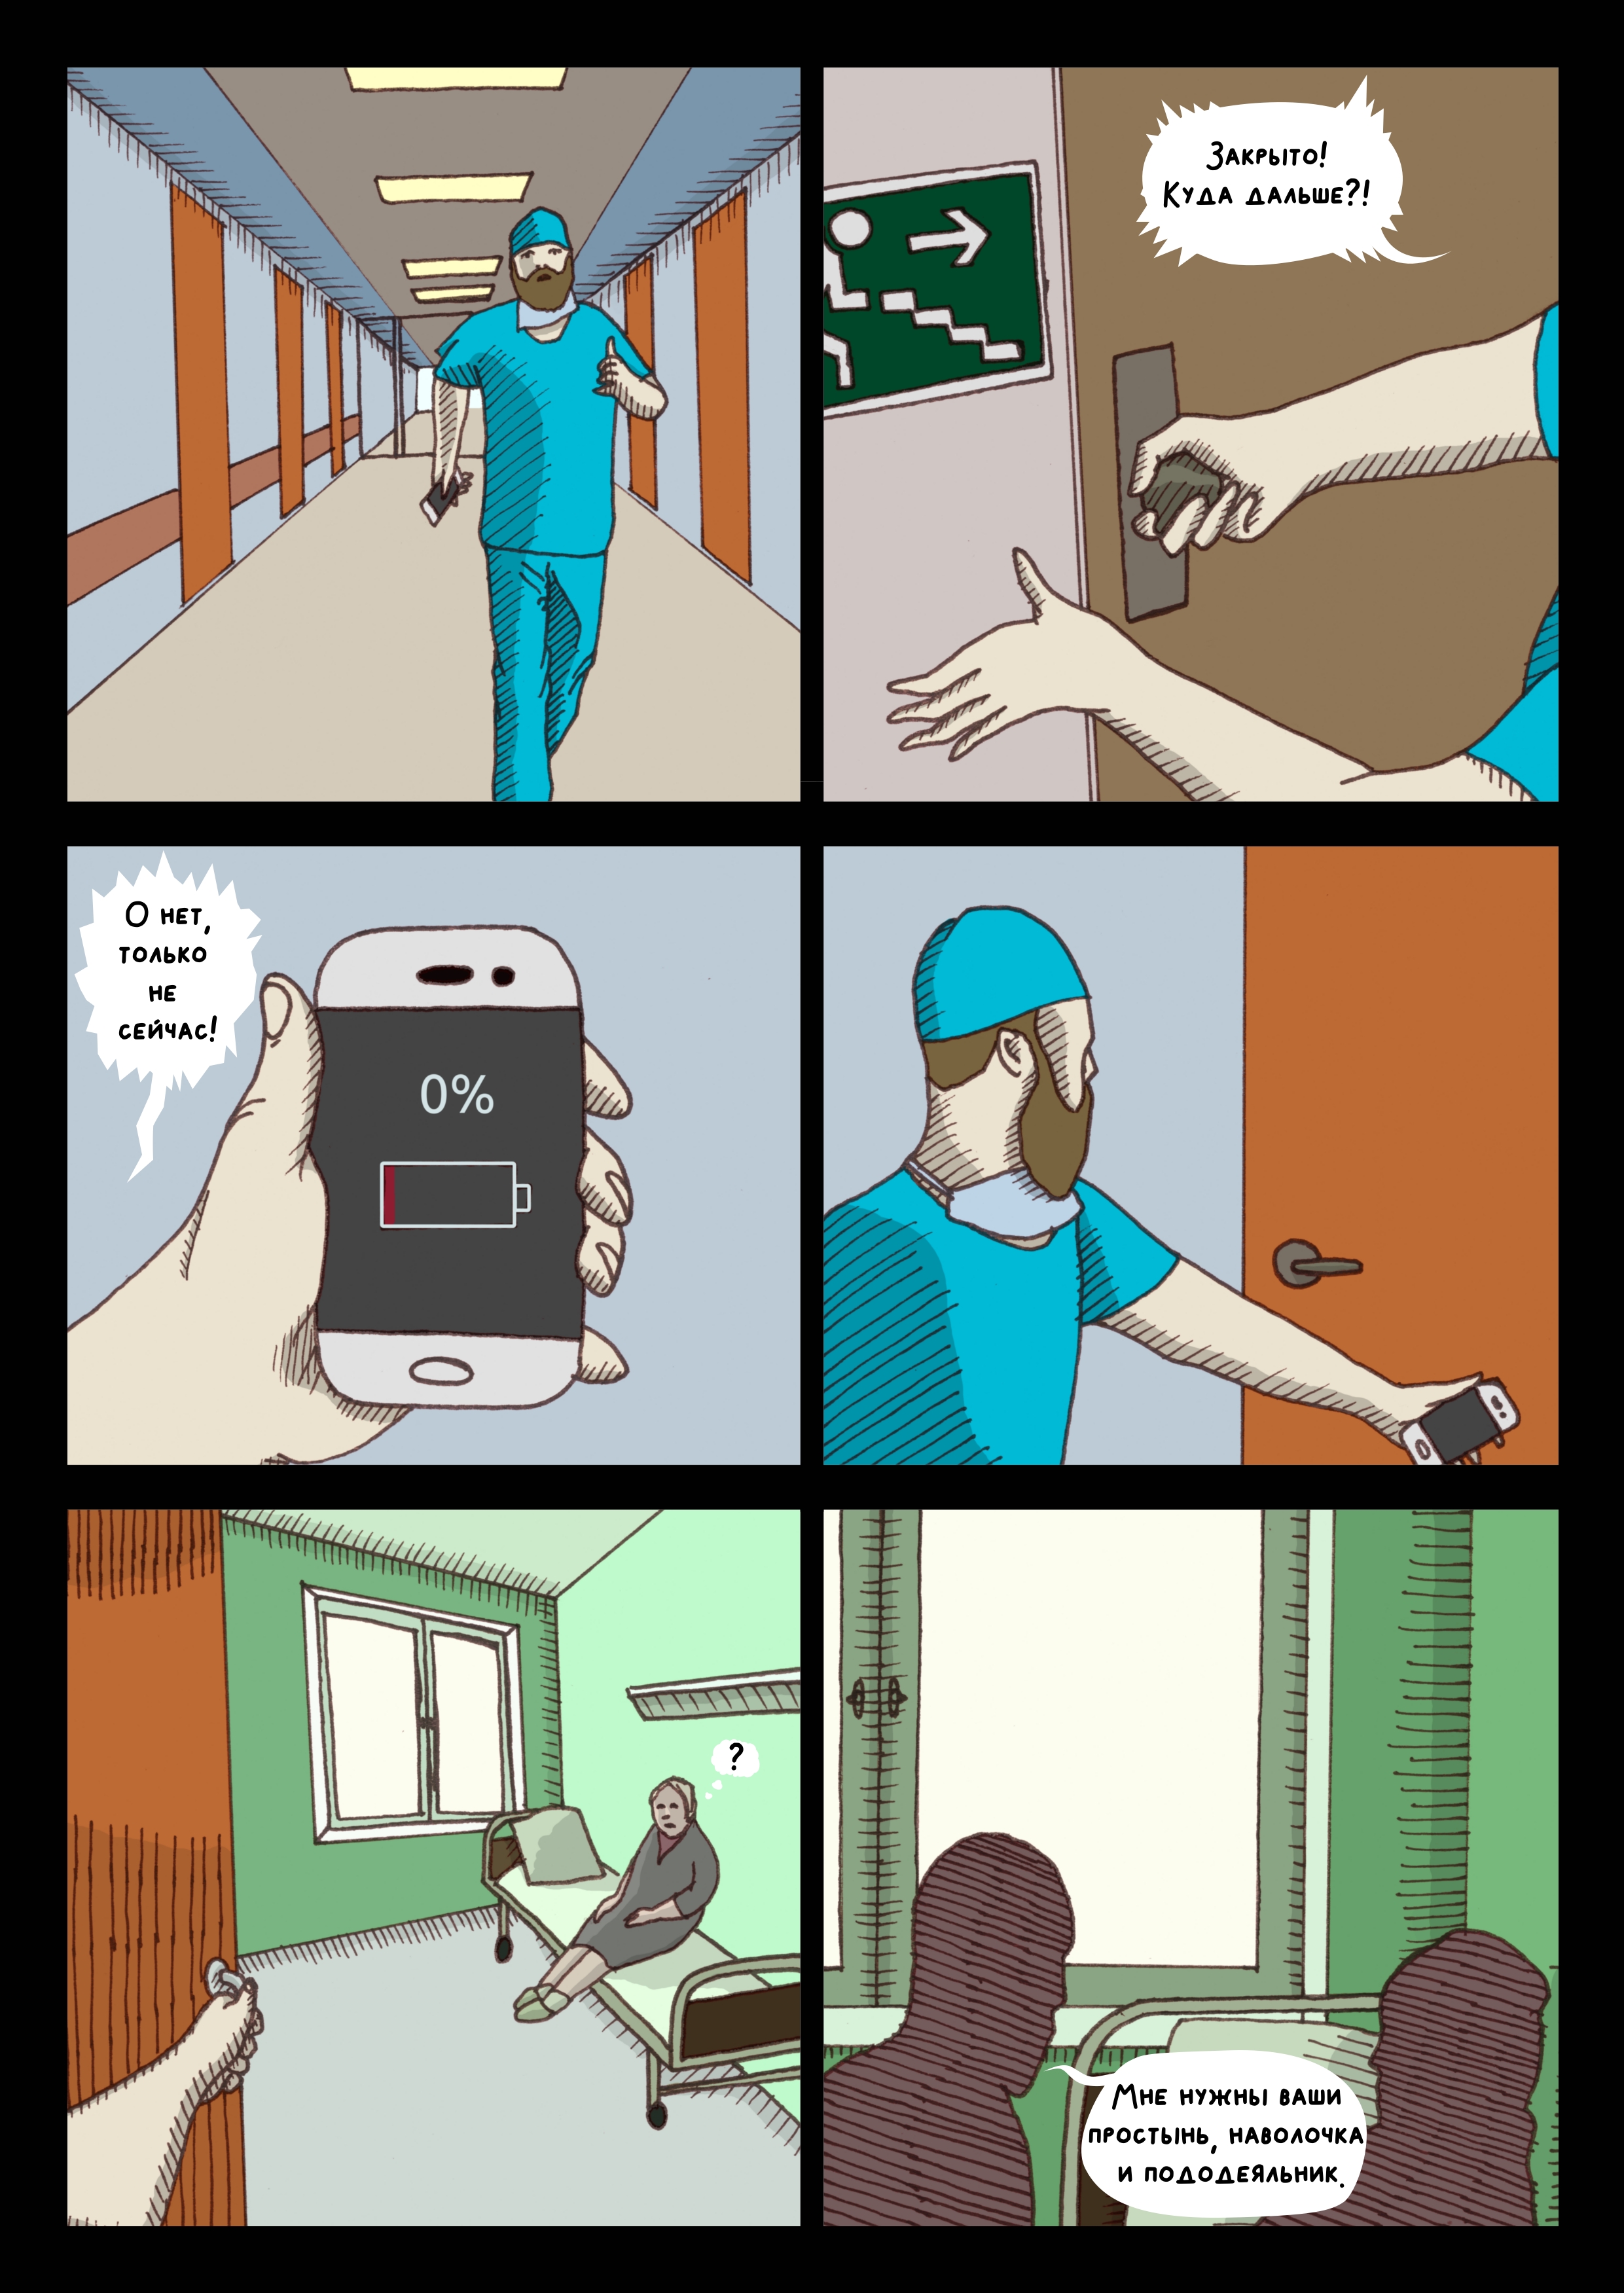 Закрыто!
Куда дальше?!
О нет,
только
не
сейчас!
0%
?
Мне нужны ваши
простынь, наволочка
и пододеяльник.